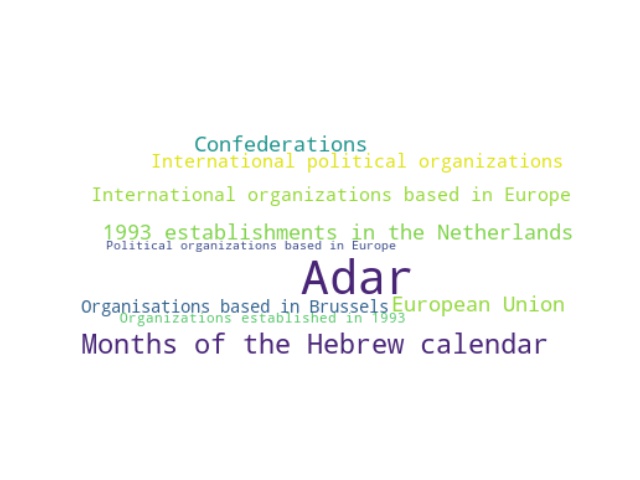 Confederations
International political organizations
International organizations based in Europe
1993 establishments in the Netherlands
Political organizations based in Europe
Adar
Organisations based in Brussels European Union
Organizations established in 1993
Months of the Hebrew calendar